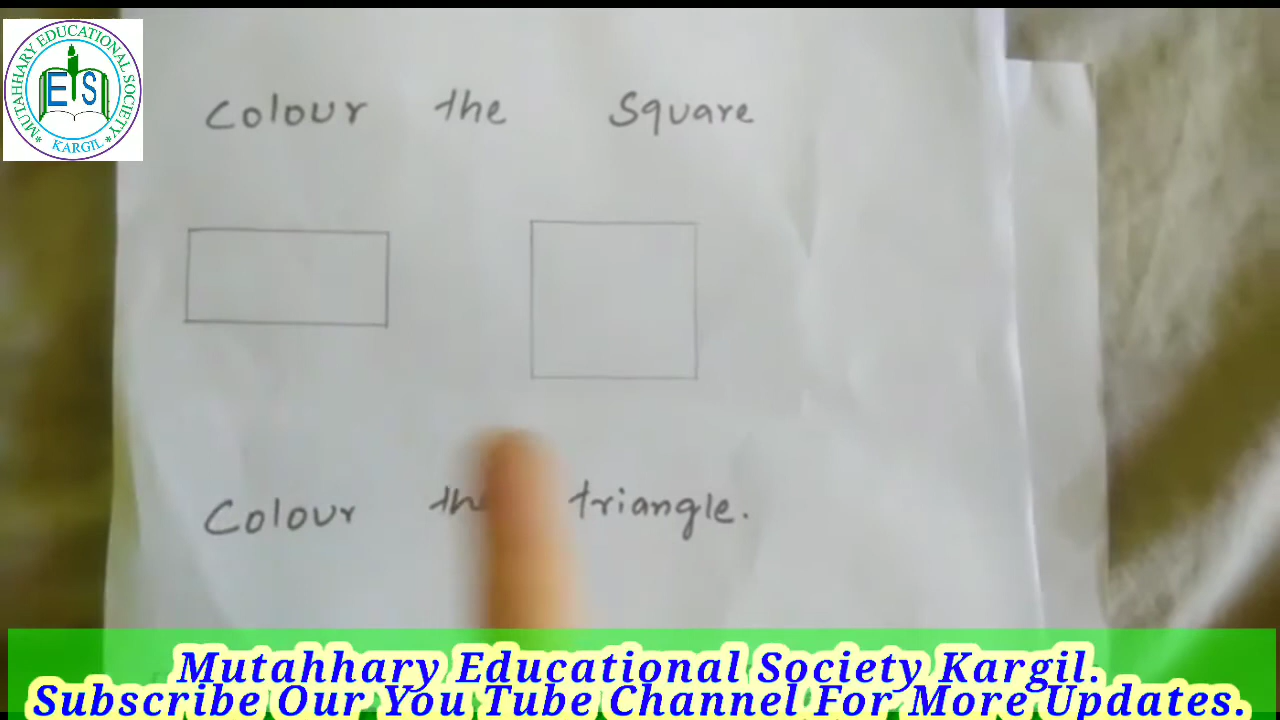 MUTAHHARY EDUCATIONAL SOCIETY
E S
* KARGIL *
Colour the Square
Colour the triangle.
Mutahhary Educational Society Kargil.
Subscribe Our You Tube Channel For More Updates.